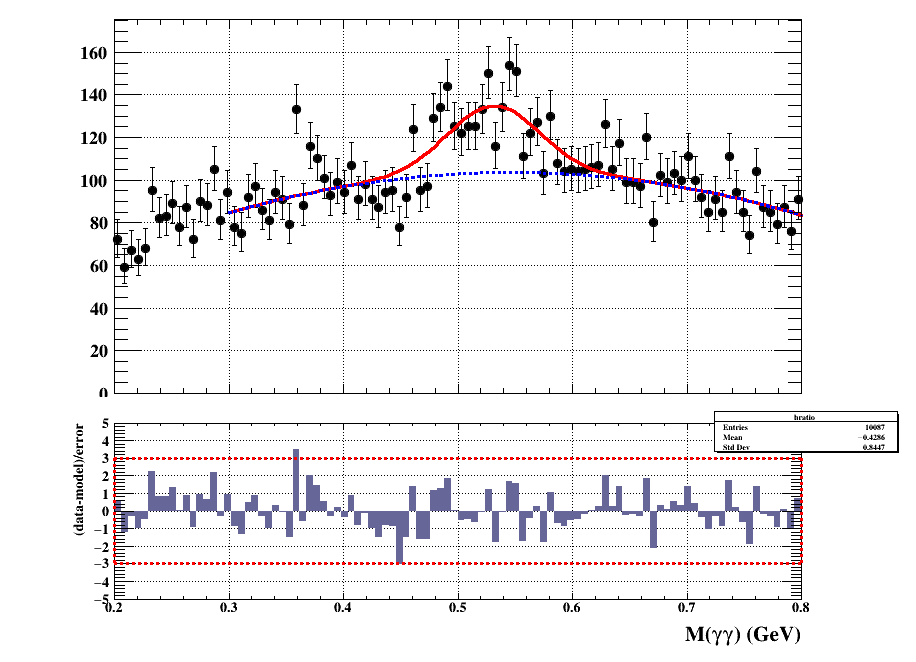 160
140
120
100
80
60
40
20
0
hratio
Entries 10087
Mean −0.4286
Std Dev 0.8447
(data-model)/error
5
4
3
2
1
0
−1
−2
−3
−4
−5
0.2 0.3 0.4 0.5 0.6 0.7 0.8
M(γγ) (GeV)